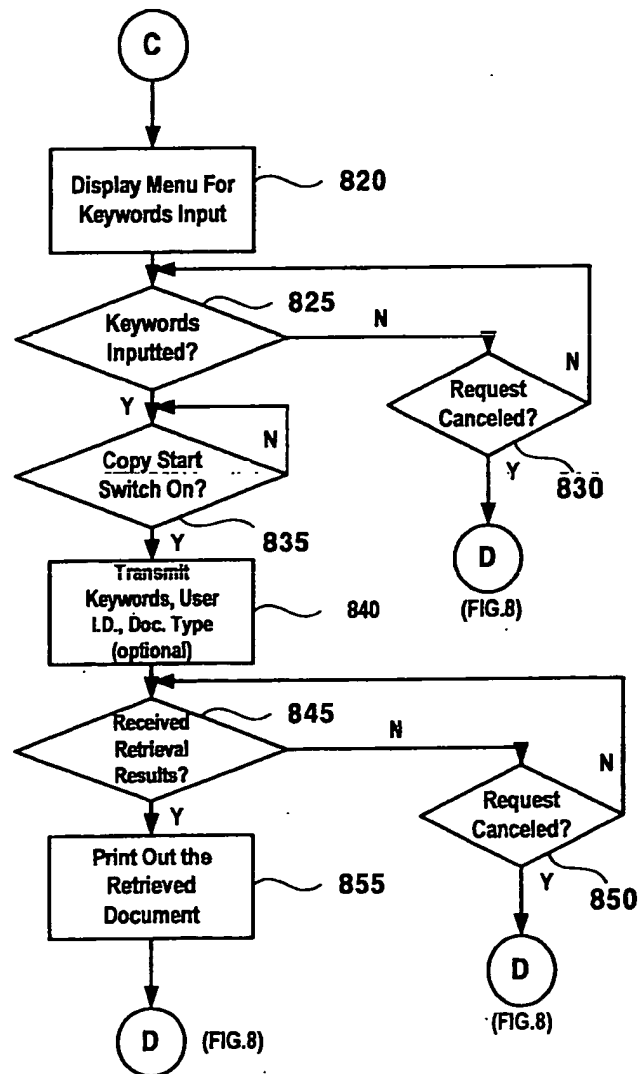 C
Display Menu For
Keywords Input
820
Keywords
Inputted?
825
N
Y
Request
Canceled?
N
830
Y
D
(FIG.8)
Copy Start
Switch On?
N
835
Y
Transmit
Keywords, User
I.D., Doc. Type
(optional)
840
Received
Retrieval
Results?
845
N
Y
Request
Canceled?
N
850
Y
D
(FIG.8)
Print Out the
Retrieved
Document
855
D
(FIG.8)